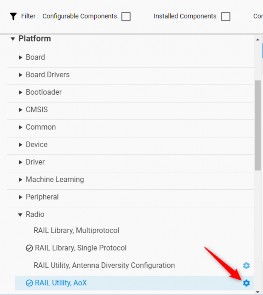 Filter : Configurable Components Installed Components
Platform
Board
Board Drivers
Bootloader
CMSIS
Common
Device
Driver
Machine Learning
Peripheral
Radio
RAIL Library, Multiprotocol
RAIL Library, Single Protocol
RAIL Utility, Antenna Diversity Configuration
RAIL Utility, AoX